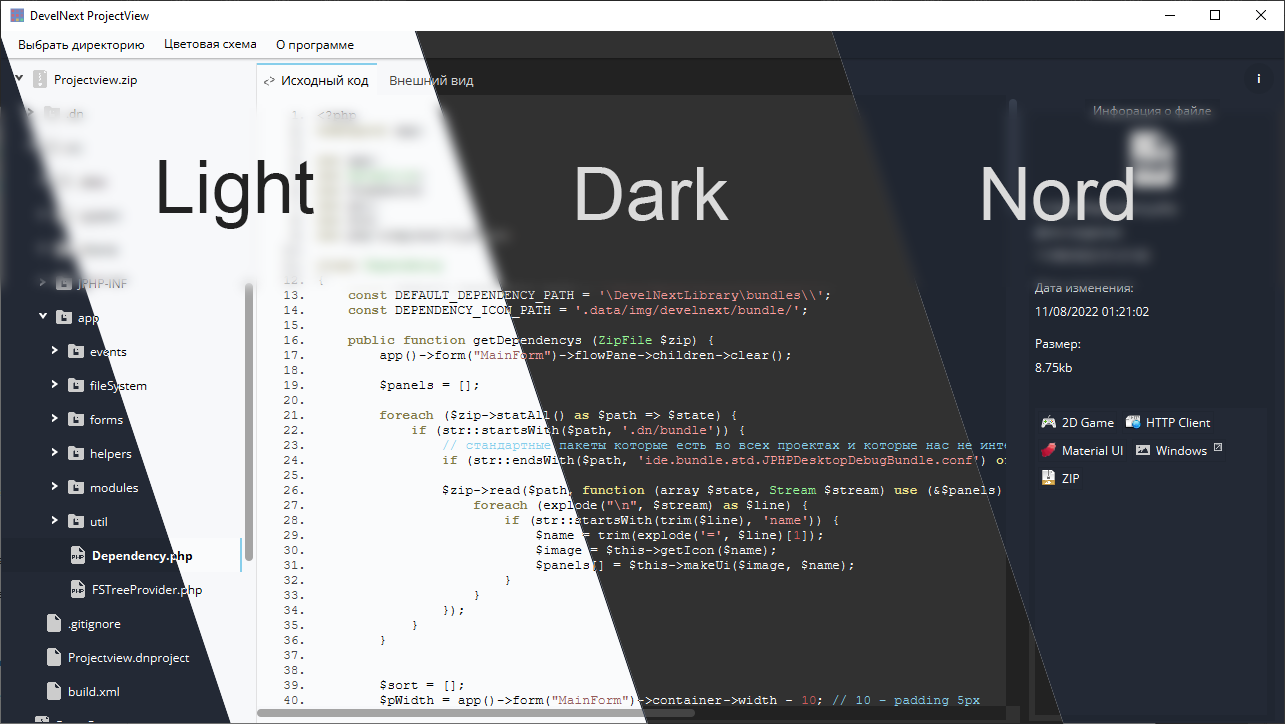 DevelNext ProjectView
Выбрать директорию Цветовая схема О программе
Projectview.zip
<> Исходный код Внешний вид
i
.dn
1. <?php
Инфорация о файле
Light
Dark
Nord
JPHP-INF
app
events
fileSystem
forms
helpers
modules
util
Dependency.php
FSTreeProvider.php
.gitignore
Projectview.dnproject
build.xml
12. {
13. const DEFAULT_DEPENDENCY_PATH = '\DevelNextLibrary\bundles\\';
14. const DEPENDENCY_ICON_PATH = '.data/img/develnext/bundle/';
15.
16. public function getDependencys (ZipFile $zip) {
17. app()->form("MainForm")->flowPane->children->clear();
18.
19. $panels = [];
20.
21. foreach ($zip->statAll() as $path => $state) {
22. if (str::startsWith($path, '.dn/bundle')) {
23. // стандартные пакеты которые есть во всех проектах и которые нас не инте
24. if (str::endsWith($path, 'ide.bundle.std.JPHPDesktopDebugBundle.conf') or
25.
26. $zip->read($path, function (array $state, Stream $stream) use (&$panels)
27. foreach (explode("\n", $stream) as $line) {
28. if (str::startsWith(trim($line), 'name')) {
29. $name = trim(explode('=', $line)[1]);
30. $image = $this->getIcon($name);
31. $panels[] = $this->makeUi($image, $name);
32. }
33. }
34. });
35. }
36. }
37.
38.
39. $sort = [];
40. $pWidth = app()->form("MainForm")->container->width - 10; // 10 - padding 5px
Дата изменения:
11/08/2022 01:21:02
Размер:
8.75kb
2D Game HTTP Client
Material UI Windows
ZIP